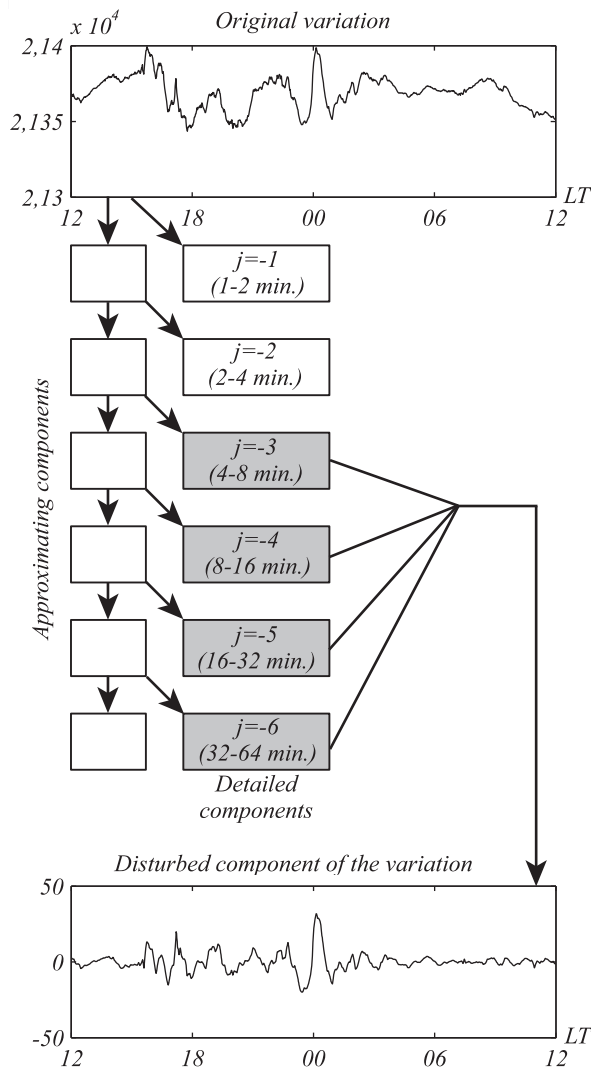 Original variation
x 10⁴
2,14
2,135
2,13
12 18 00 06 12
LT
j=-1
(1-2 min.)
j=-2
(2-4 min.)
j=-3
(4-8 min.)
j=-4
(8-16 min.)
j=-5
(16-32 min.)
j=-6
(32-64 min.)
Approximating components
Detailed
components
Disturbed component of the variation
50
0
-50
LT
12 18 00 06 12